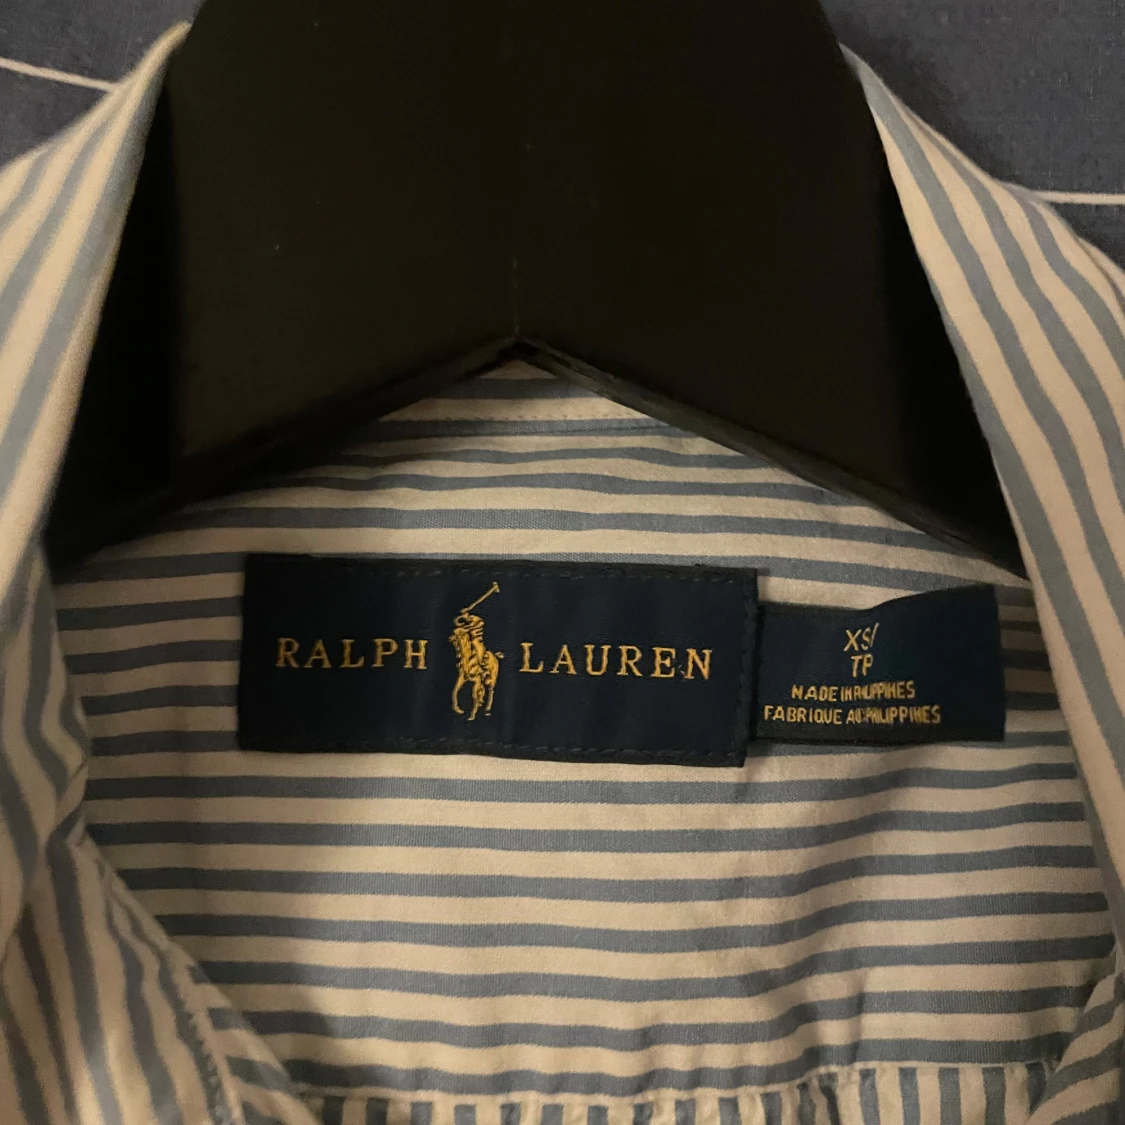 RALPH LAUREN
XS/
TP
MADE IN PHILIPPINES
FABRIQUE AUX PHILIPPINES